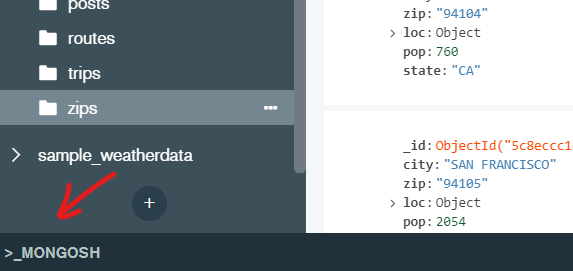 posts
routes
trips
zips
sample_weatherdata
+
>_MONGOSH
zip: "94104"
> loc: Object
pop: 760
state: "CA"
_id: ObjectId("5c8eccc1
city: "SAN FRANCISCO"
zip: "94105"
> loc: Object
pop: 2054